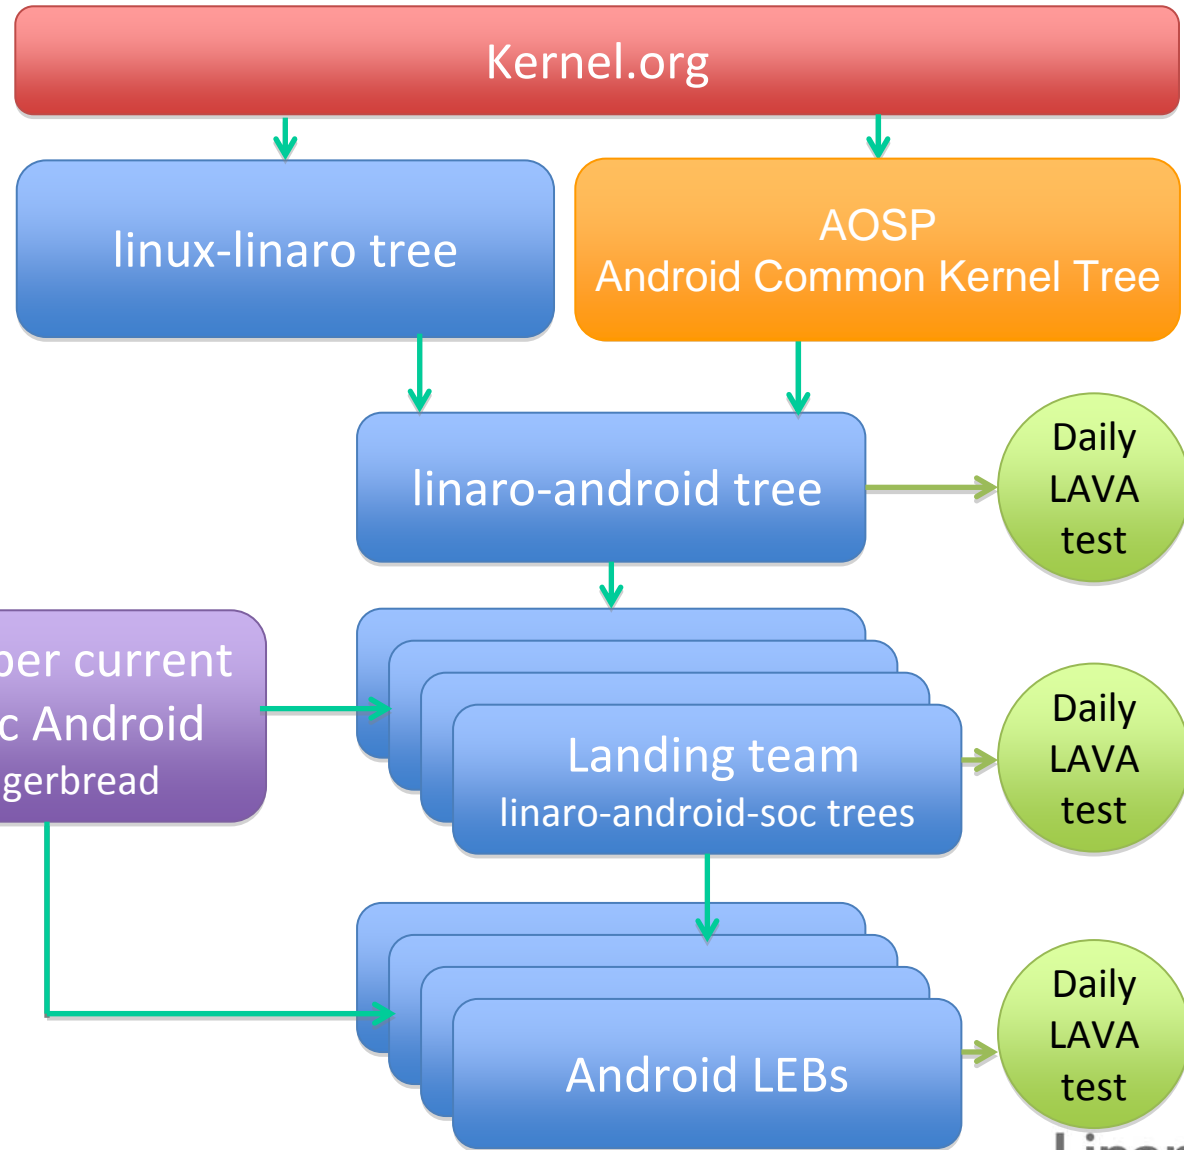 Kernel.org
linux-linaro tree
AOSP
Android Common Kernel Tree
linaro-android tree
Daily
LAVA
test
per current
c Android
gerbread
Landing team
linaro-android-soc trees
Daily
LAVA
test
Android LEBs
Daily
LAVA
test